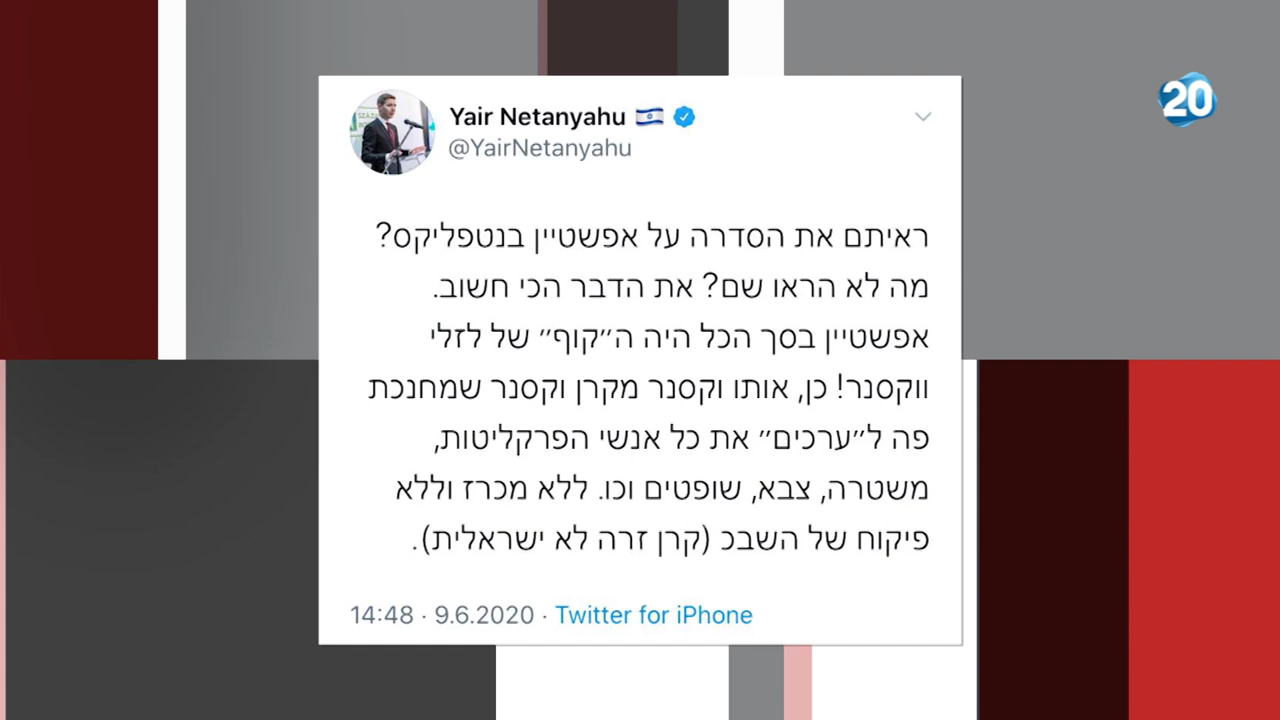 20
Yair Netanyahu 🇮🇱
@YairNetanyahu
ראיתם את הסדרה על אפשטיין בנטפליקס?
מה לא הראו שם? את הדבר הכי חשוב.
אפשטיין בסך הכל היה ה״קוף״ של לזלי
ווקסנר! כן, אותו וקסנר מקרן וקסנר שמחנכת
פה ל״ערכים״ את כל אנשי הפרקליטות,
משטרה, צבא, שופטים וכו. ללא מכרז וללא
פיקוח של השבכ (קרן זרה לא ישראלית).
14:48 · 9.6.2020 · Twitter for iPhone